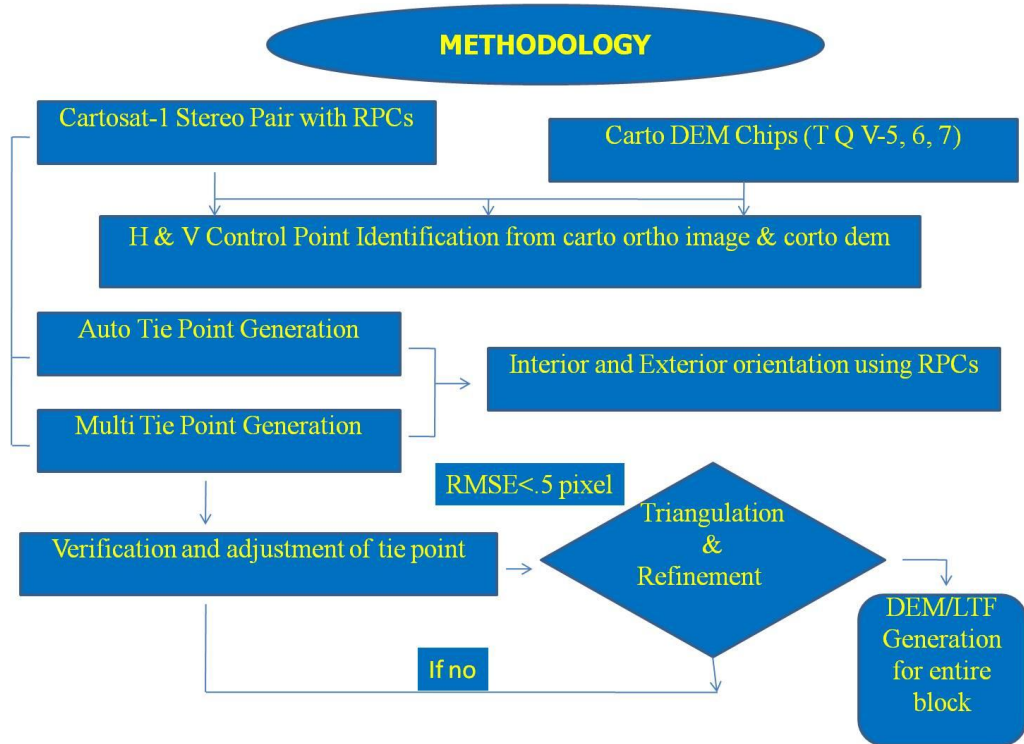 METHODOLOGY
Cartosat-1 Stereo Pair with RPCs
Carto DEM Chips (T Q V-5, 6, 7)
H & V Control Point Identification from carto ortho image & corto dem
Auto Tie Point Generation
Interior and Exterior orientation using RPCs
Multi Tie Point Generation
RMSE<.5 pixel
Triangulation
&
Refinement
Verification and adjustment of tie point
DEM/LTF
Generation
for entire
block
If no